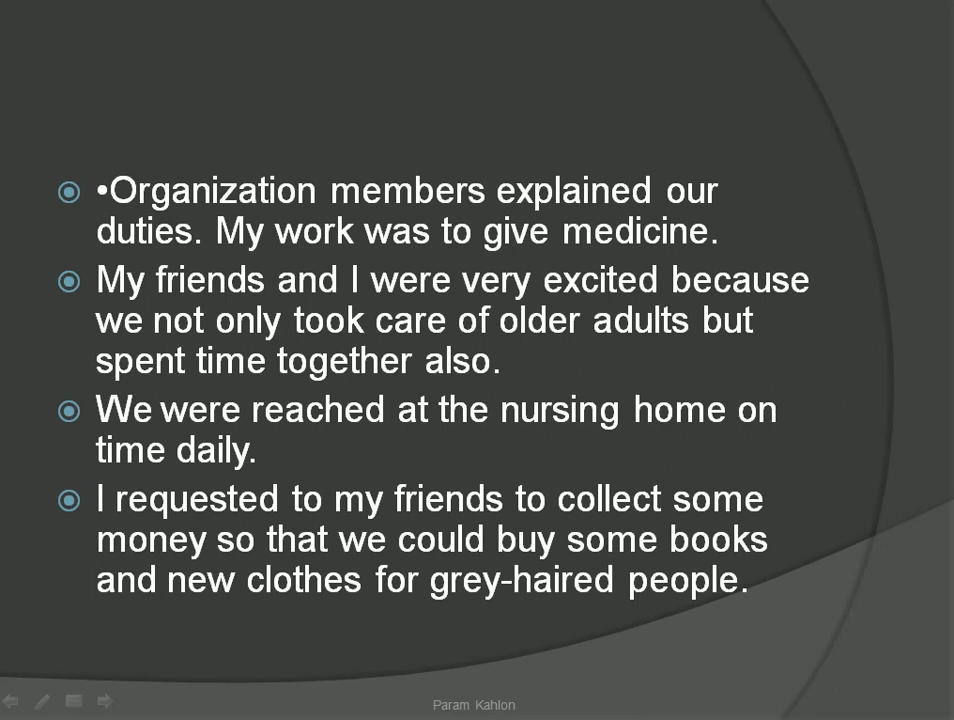 •Organization members explained our
duties. My work was to give medicine.
My friends and I were very excited because
we not only took care of older adults but
spent time together also.
We were reached at the nursing home on
time daily.
I requested to my friends to collect some
money so that we could buy some books
and new clothes for grey-haired people.
Param Kahlon